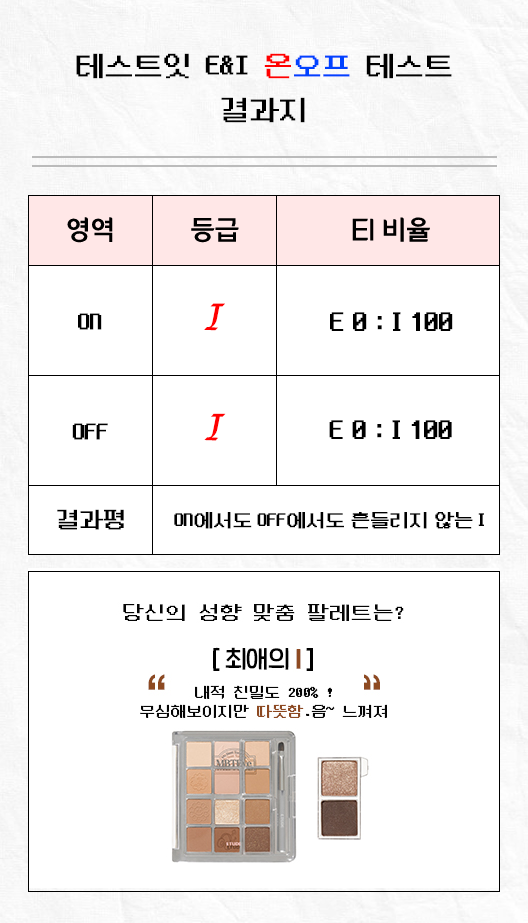 테스트잇 E&I 온오프 테스트
결과지
영역 등급 EI 비율
ON I E 0 : I 100
OFF I E 0 : I 100
결과평 ON에서도 OFF에서도 흔들리지 않는 I
당신의 성향 맞춤 팔레트는?
[ 최애의 I ]
“ 내적 친밀도 200% ! ”
무심해보이지만 따뜻함.음~ 느껴져
MBTI
ETUDE